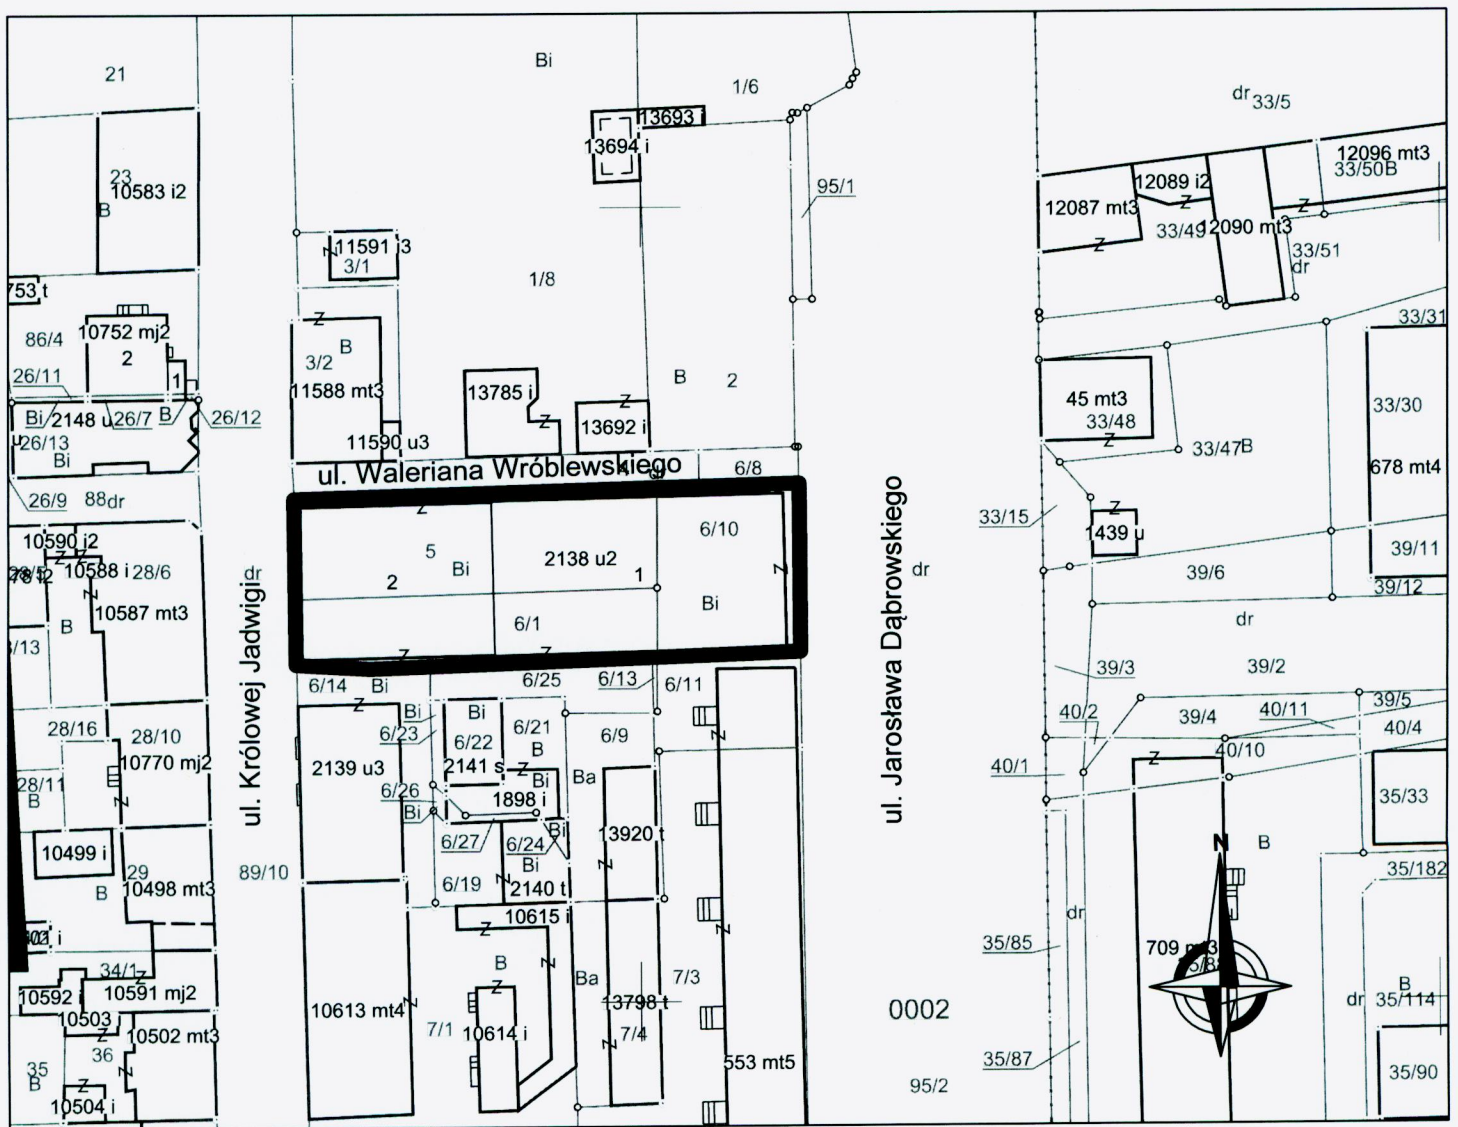 21
Bi
1/6
dr 33/5
13693 i
13694 i
12096 mt3
33/50B
23
10583 i2
B
95/1
12089 i2
12087 mt3
33/49
12090 mt3
33/51
dr
11591 i3
3/1
1/8
753 t
86/4
10752 mj2
2
1
26/11
3/2
B
11588 mt3
11590 u3
13785 i
13692 i
B
2
45 mt3
33/48
33/31
33/30
33/47B
678 mt4
Bi
2148 u
26/7
B
26/12
u
26/13
Bi
26/9
88dr
ul. Waleriana Wróblewskiego
6/8
10590 i2
10588 i
28/6
10587 mt3
B
dr
5
Bi
2
2138 u2
1
6/10
Bi
6/1
33/15
1439 u
39/6
39/11
39/12
dr
dr
ul. Królowej Jadwigi
ul. Jarosława Dąbrowskiego
6/14
Bi
6/25
6/13
6/11
39/3
39/2
39/5
28/16
28/10
10770 mj2
28/11
B
2139 u3
Bi
6/23
Bi
6/22
2141 s
6/21
B
Bi
6/9
Ba
6/26
Bi
1898 i
Bi
6/27
6/24
Bi
13920 t
40/2
39/4
40/11
40/4
40/10
40/1
35/33
10499 i
29
B
10498 mt3
89/10
6/19
2140 t
10615 i
B
35/182
dr
35/85
709 mt3
N
34/1
10592 i
10591 mj2
10503 i
10502 mt3
36
35
B
10504 i
10613 mt4
B
10614 i
7/1
Ba
13798 t
7/4
7/3
553 mt5
0002
95/2
35/87
B
dr
35/114
35/90